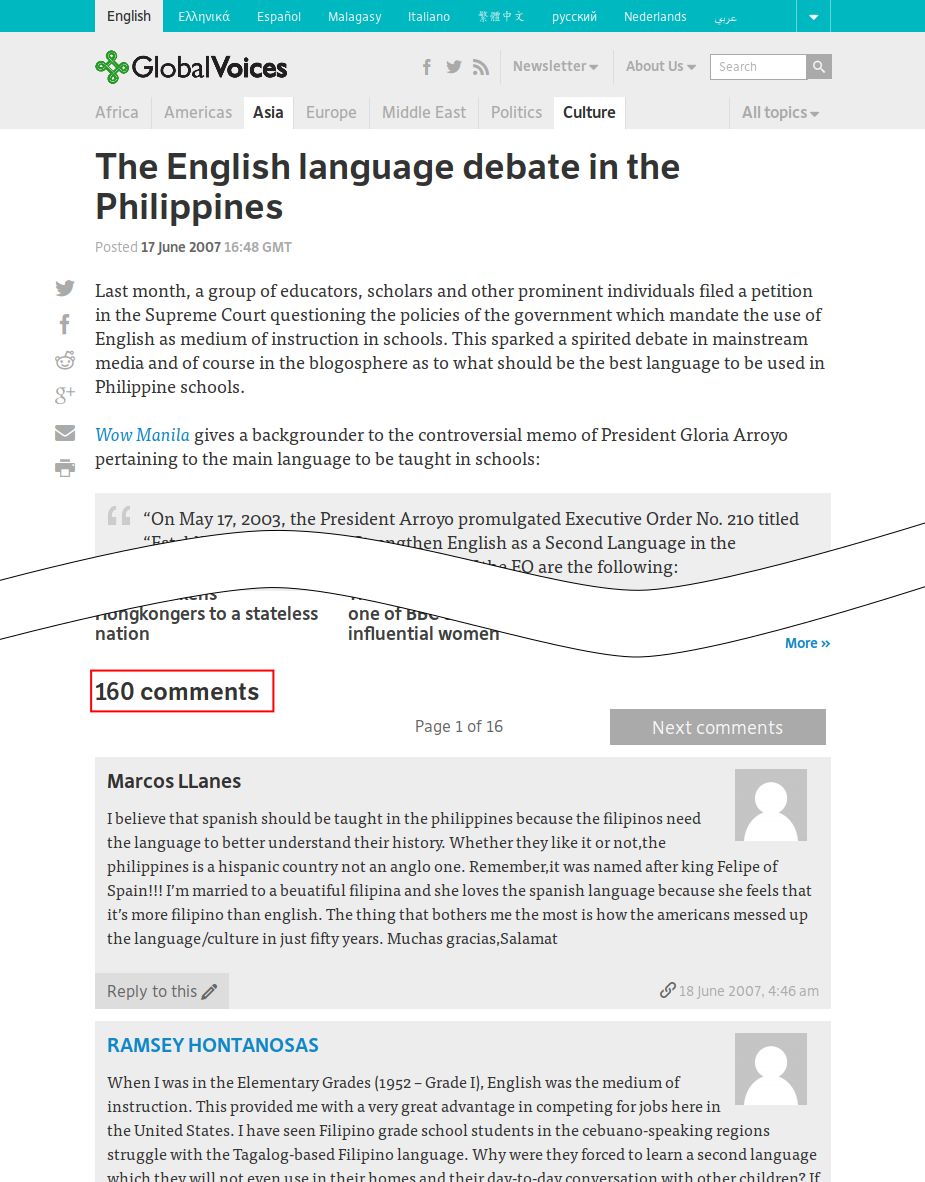 English Ελληνικά Español Malagasy Italiano 繁體中文 русский Nederlands عربي
GlobalVoices
Newsletter About Us Search
Africa Americas Asia Europe Middle East Politics Culture All topics
The English language debate in the
Philippines
Posted 17 June 2007 16:48 GMT
Last month, a group of educators, scholars and other prominent individuals filed a petition
in the Supreme Court questioning the policies of the government which mandate the use of
English as medium of instruction in schools. This sparked a spirited debate in mainstream
media and of course in the blogosphere as to what should be the best language to be used in
Philippine schools.
Wow Manila gives a backgrounder to the controversial memo of President Gloria Arroyo
pertaining to the main language to be taught in schools:
“On May 17, 2003, the President Arroyo promulgated Executive Order No. 210 titled
English as a Second Language in the
EO are the following:
Hongkongers to a stateless
nation
one of
influential women
More »
160 comments
Page 1 of 16
Next comments
Marcos LLanes
I believe that spanish should be taught in the philippines because the filipinos need
the language to better understand their history. Whether they like it or not,the
philippines is a hispanic country not an anglo one. Remember,it was named after king Felipe of
Spain!!! I’m married to a beuatiful filipina and she loves the spanish language because she feels that
it’s more filipino than english. The thing that bothers me the most is how the americans messed up
the language/culture in just fifty years. Muchas gracias,Salamat
Reply to this
18 June 2007, 4:46 am
RAMSEY HONTANOSAS
When I was in the Elementary Grades (1952 – Grade I), English was the medium of
instruction. This provided me with a very great advantage in competing for jobs here in
the United States. I have seen Filipino grade school students in the cebuano-speaking regions
struggle with the Tagalog-based Filipino language. Why were they forced to learn a second language
which they will not even use in their homes and their day-to-day conversation with other children? If